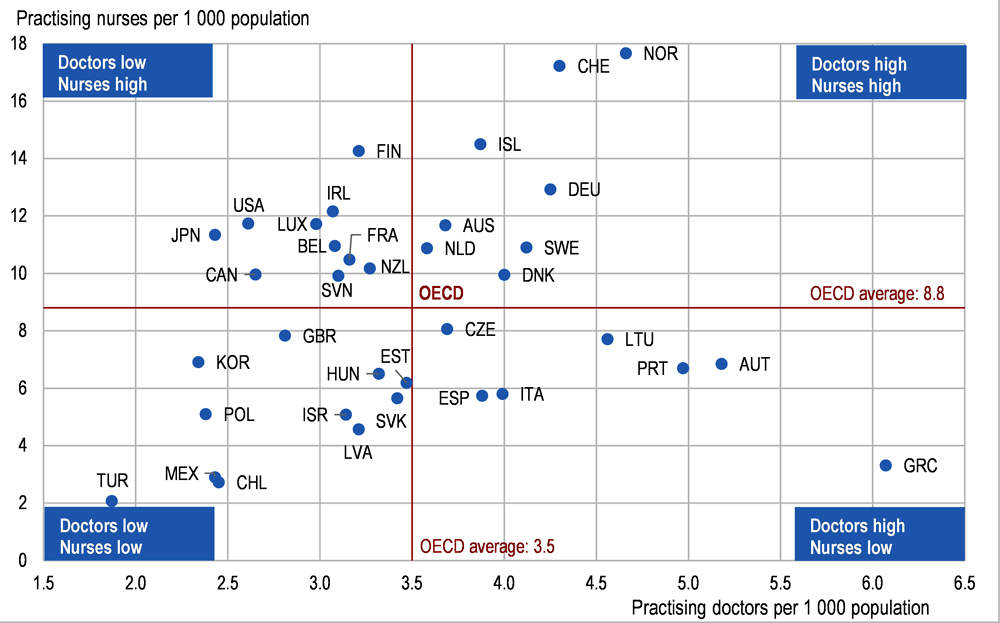 Practising nurses per 1 000 population
18
Doctors low
Nurses high
Doctors high
Nurses high
NOR
CHE
16
14
ISL
FIN
DEU
12
IRL
USA
LUX
AUS
JPN
FRA
BEL
NLD
SWE
10
CAN
NZL
SVN
DNK
OECD
OECD average: 8.8
8
CZE
GBR
LTU
EST
KOR
HUN
PRT
AUT
6
ESP
ITA
POL
ISR
SVK
4
LVA
GRC
MEX
CHL
TUR
2
Doctors low
Nurses low
Doctors high
Nurses low
OECD average: 3.5
0
1.5 2.0 2.5 3.0 3.5 4.0 4.5 5.0 5.5 6.0 6.5
Practising doctors per 1 000 population